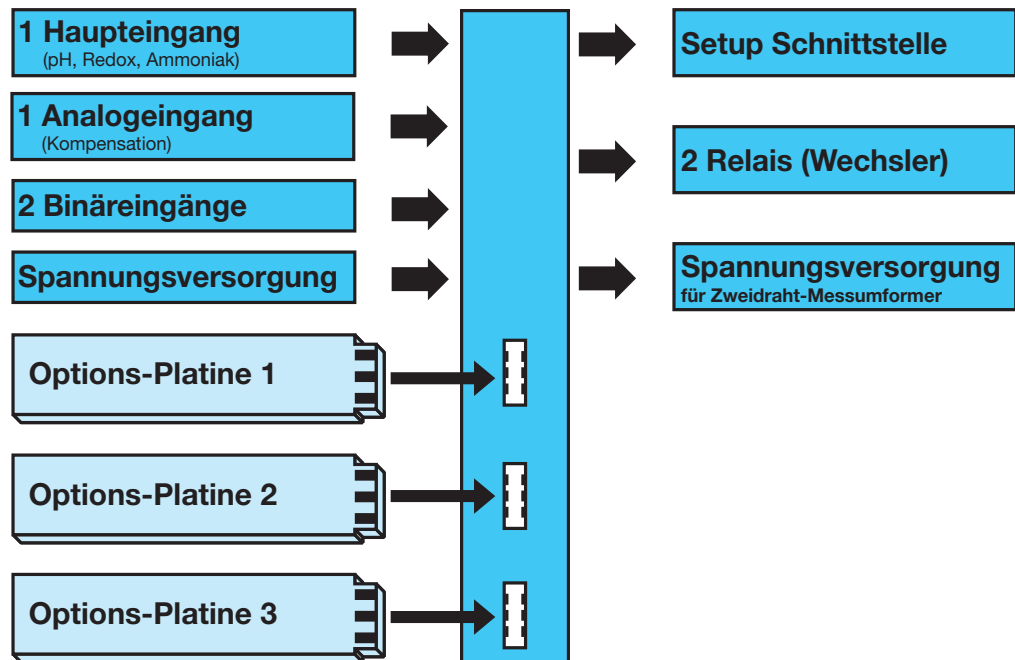 1 Haupteingang
(pH, Redox, Ammoniak)
1 Analogeingang
(Kompensation)
2 Binäreingänge
Spannungsversorgung
Options-Platine 1
Options-Platine 2
Options-Platine 3
Setup Schnittstelle
2 Relais (Wechsler)
Spannungsversorgung
für Zweidraht-Messumformer